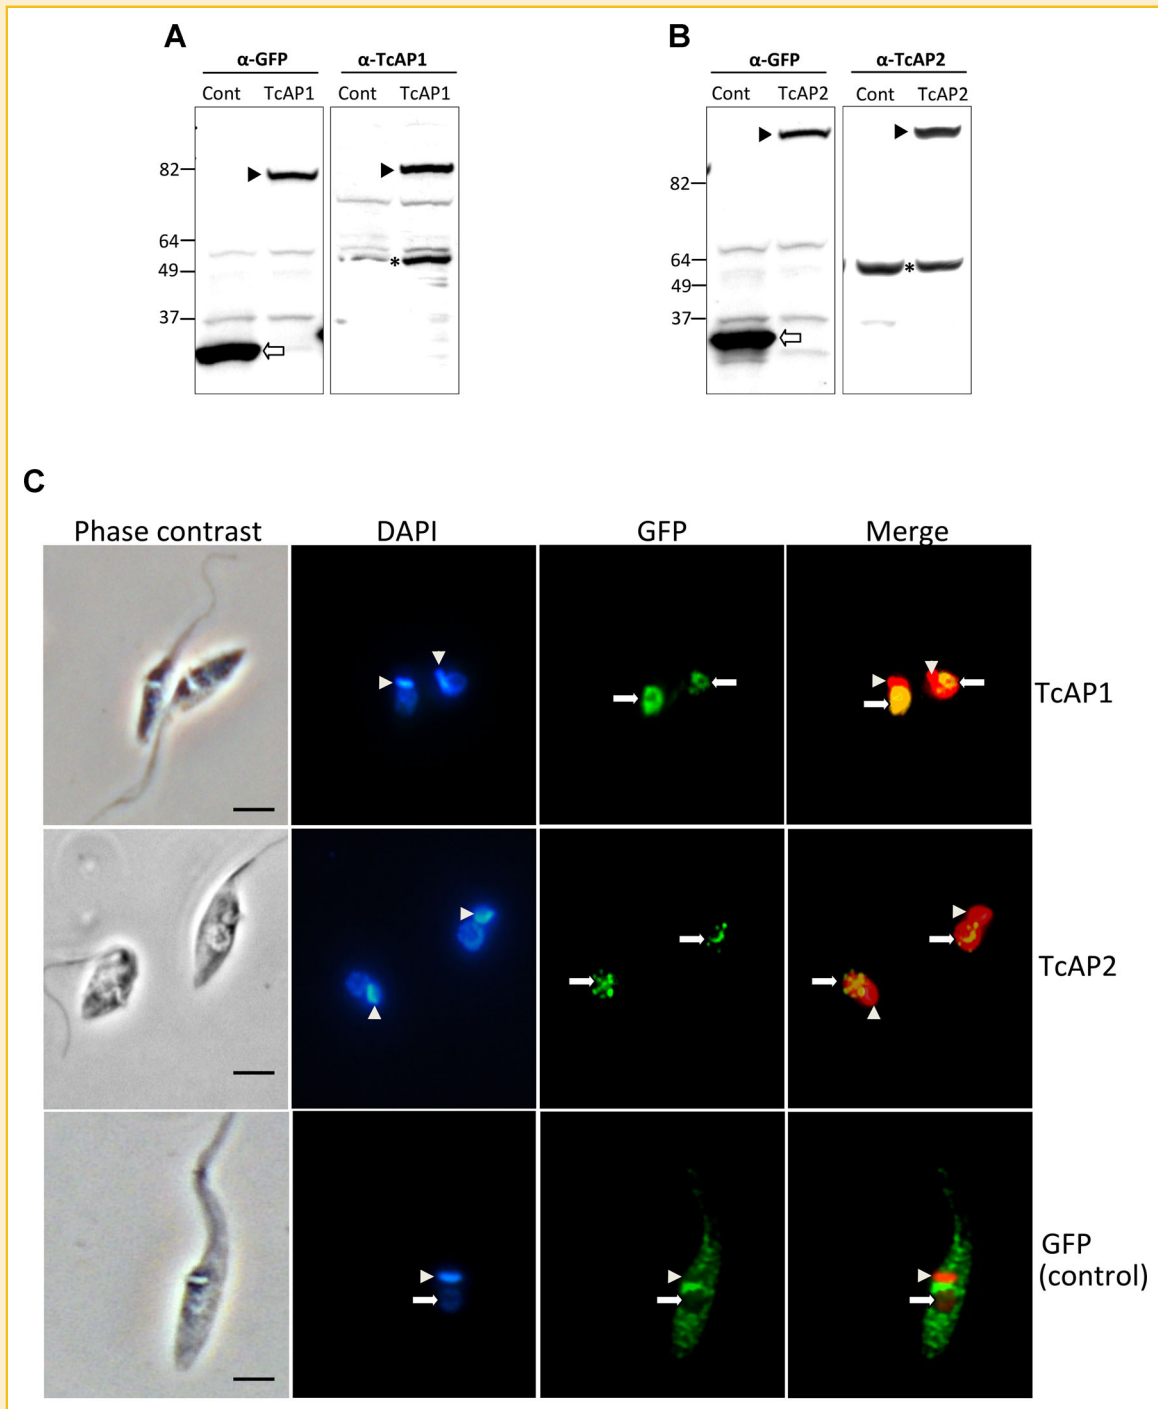 A
B
α-GFP
α-TcAP1
Cont
TcAP1
Cont
TcAP1
82
64
49
37
*
α-GFP
α-TcAP2
Cont
TcAP2
Cont
TcAP2
82
64
49
37
*
C
Phase contrast
DAPI
GFP
Merge
TcAP1
TcAP2
GFP
(control)